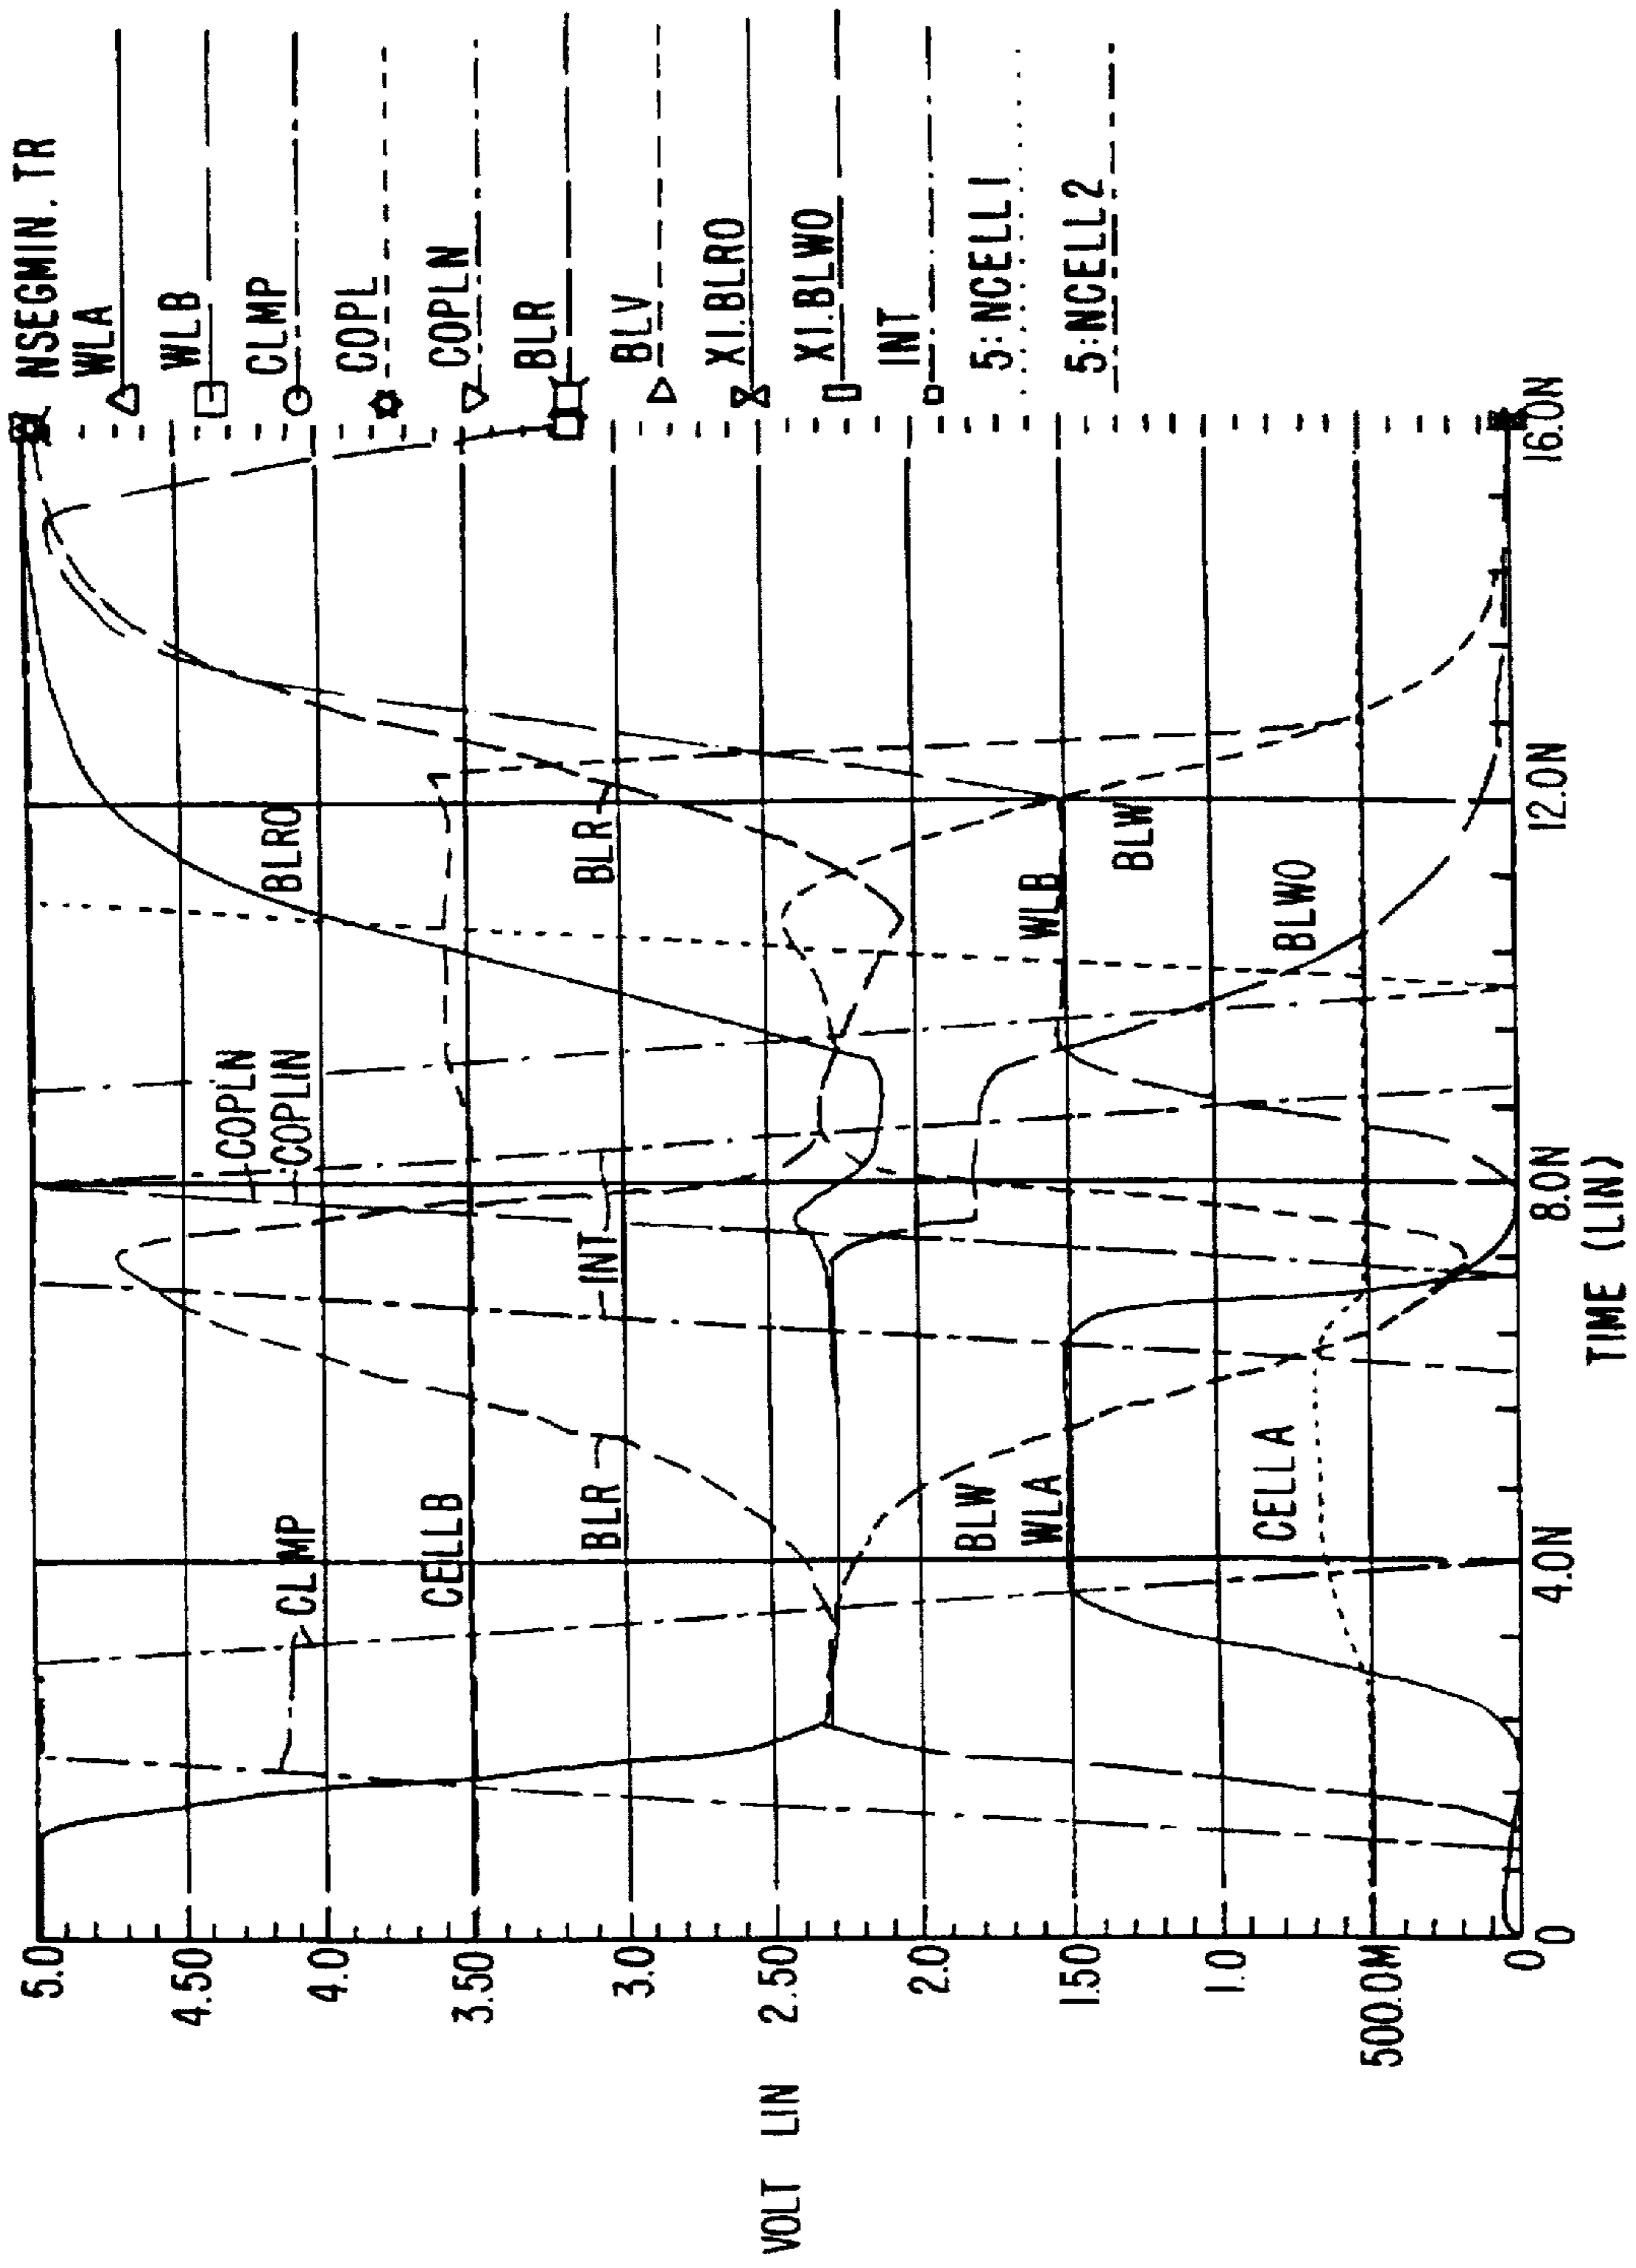 NSEGMIN. TR
WLA
WLB
CLMP
COPL
COPLN
BLR
BLV
X1.BLRO
X1.BLWO
INT
5:NCELL1
5:NCELL2
VOLT LIN
5.0
4.50
4.0
3.50
3.0
2.50
2.0
1.50
1.0
500.0M
0
CLMP
CELLB
BLR
BLW
WLA
CELLA
COPLN
COPLIN
INT
BLRO
BLR
WLB
BLW
BLWO
0
4.0N
8.0N
12.0N
16.0N
TIME (LIN)